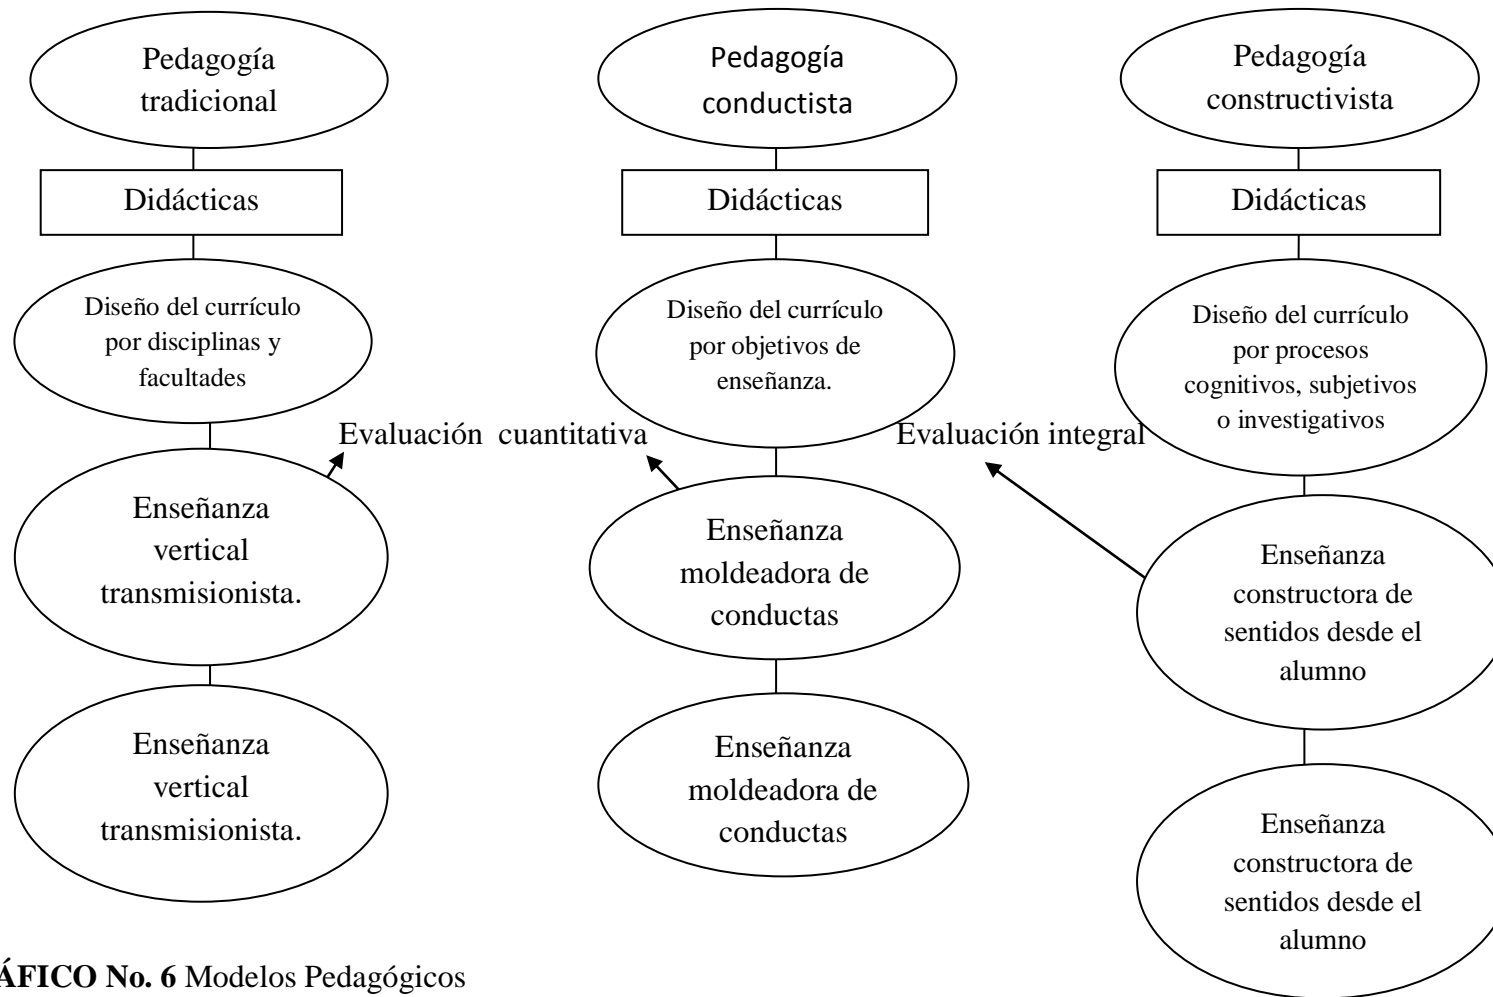 Pedagogía
tradicional
Didácticas
Diseño del currículo
por disciplinas y
facultades
Enseñanza
vertical
transmisionista.
Enseñanza
vertical
transmisionista.
Evaluación cuantitativa
Pedagogía
conductista
Didácticas
Diseño del currículo
por objetivos de
enseñanza.
Enseñanza
moldeadora de
conductas
Enseñanza
moldeadora de
conductas
Evaluación integral
Pedagogía
constructivista
Didácticas
Diseño del currículo
por procesos
cognitivos, subjetivos
o investigativos
Enseñanza
constructora de
sentidos desde el
alumno
Enseñanza
constructora de
sentidos desde el
alumno
ÁFICO No. 6 Modelos Pedagógicos